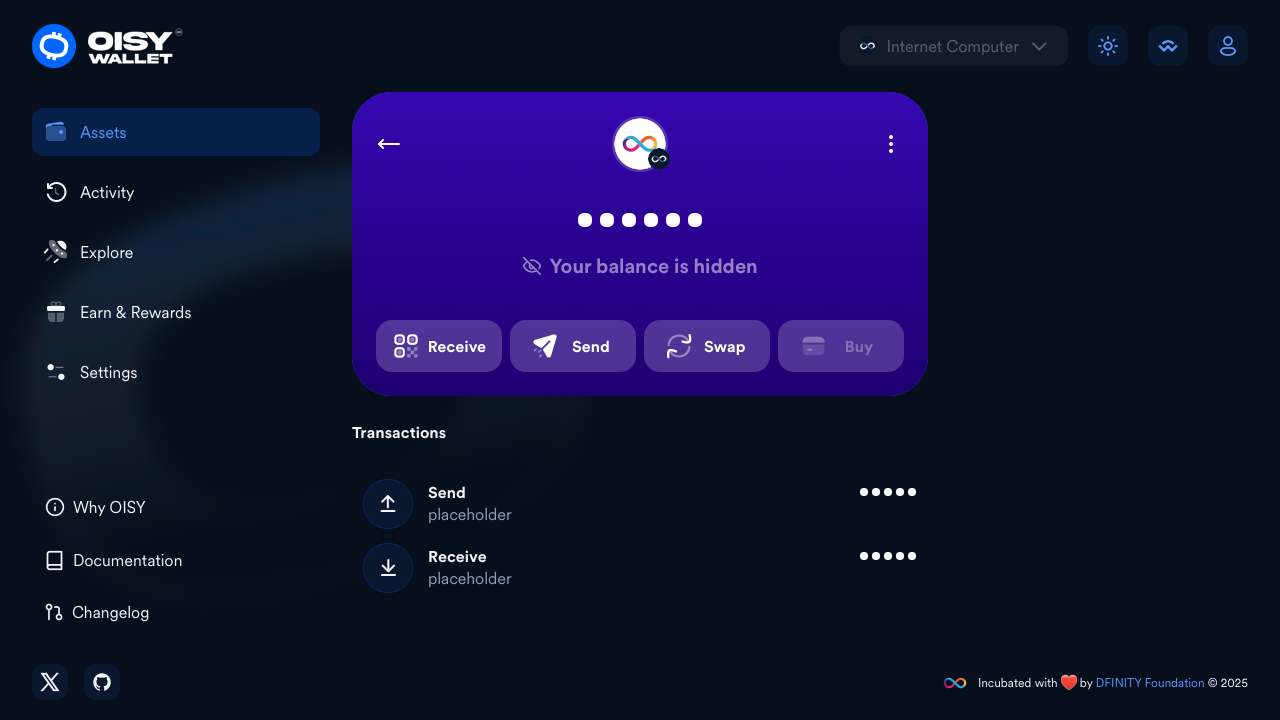 OISY
WALLET
Internet Computer
Assets
Activity
Explore
Earn & Rewards
Settings
Why OISY
Documentation
Changelog
Your balance is hidden
Receive
Send
Swap
Buy
Transactions
Send
placeholder
Receive
placeholder
Incubated with ❤️ by DFINITY Foundation © 2025